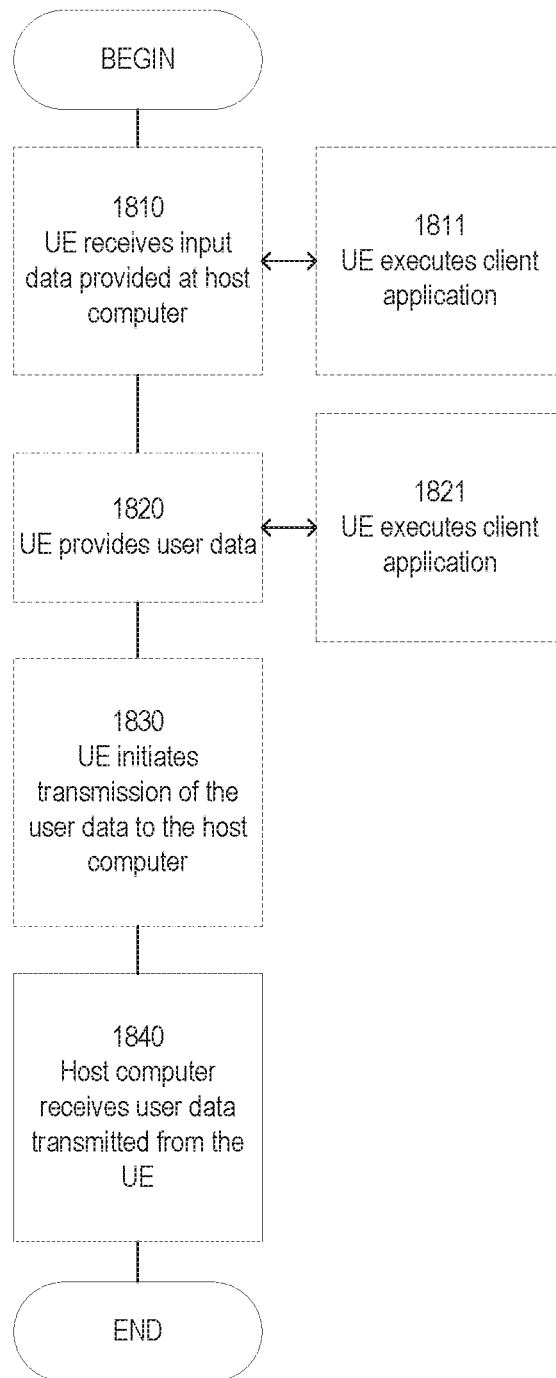 BEGIN
1810
UE receives input
data provided at host
computer
1811
UE executes client
application
1820
UE provides user data
1821
UE executes client
application
1830
UE initiates
transmission of the
user data to the host
computer
1840
Host computer
receives user data
transmitted from the
UE
END